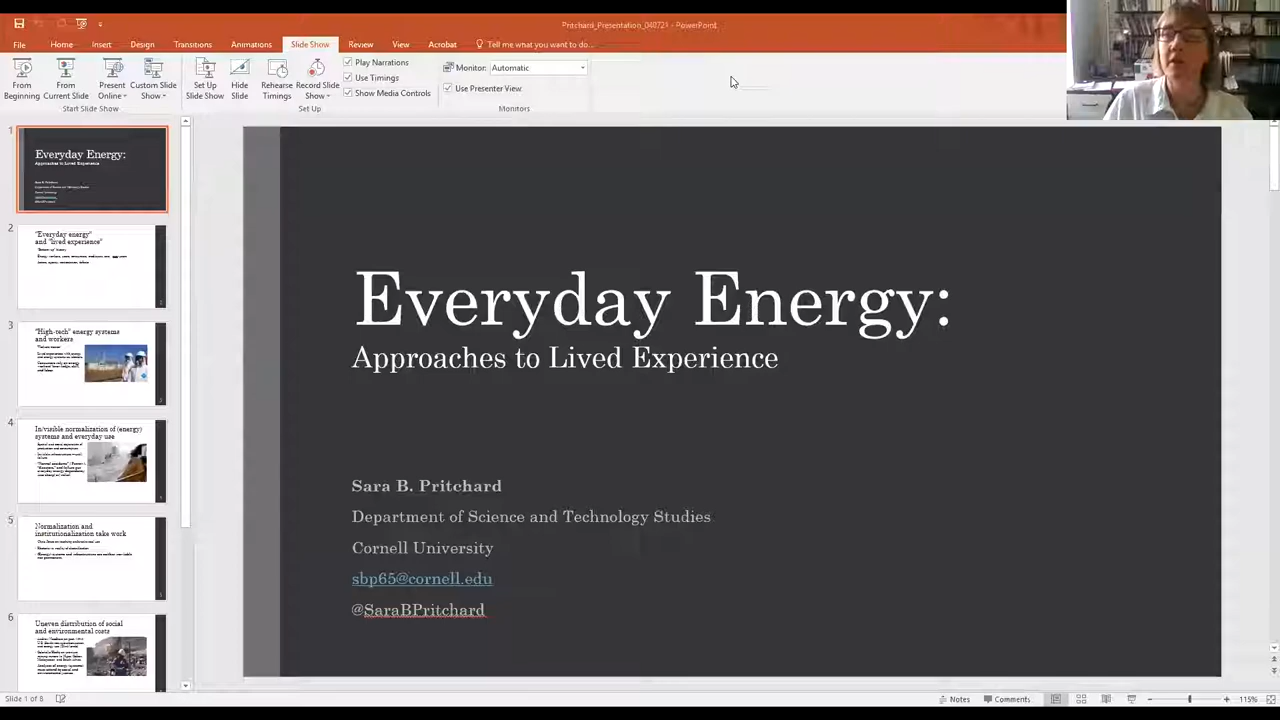 Pritchard_Presentation_040721 - PowerPoint
File Home Insert Design Transitions Animations Slide Show Review View Acrobat Tell me what you want to do...
From Beginning
From Current Slide
Present Online
Custom Slide Show
Start Slide Show
Set Up Slide Show
Hide Slide
Rehearse Timings
Record Slide Show
Play Narrations
Use Timings
Show Media Controls
Set Up
Monitor: Automatic
Use Presenter View
Monitors
1
Everyday Energy:
Approaches to Lived Experience
2
"Everyday energy"
and "lived experience"
3
"High-tech" energy systems
and workers
4
In/visible normalization of (energy)
systems and everyday use
5
Normalization and
institutionalization take work
6
Uneven distribution of social
and environmental costs
Everyday Energy:
Approaches to Lived Experience
Sara B. Pritchard
Department of Science and Technology Studies
Cornell University
sbp65@cornell.edu
@SaraBPritchard
Slide 1 of 8
Notes
Comments
115%